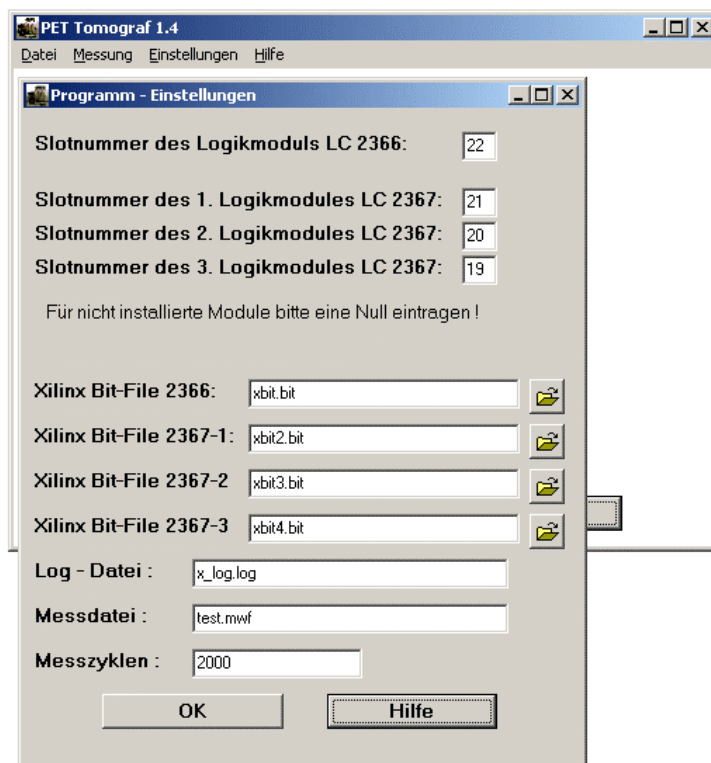 PET Tomograf 1.4
Datei Messung Einstellungen Hilfe
Programm - Einstellungen
Slotnummer des Logikmoduls LC 2366: 22
Slotnummer des 1. Logikmodules LC 2367: 21
Slotnummer des 2. Logikmodules LC 2367: 20
Slotnummer des 3. Logikmodules LC 2367: 19
Für nicht installierte Module bitte eine Null eintragen !
Xilinx Bit-File 2366: xbit.bit
Xilinx Bit-File 2367-1: xbit2.bit
Xilinx Bit-File 2367-2 xbit3.bit
Xilinx Bit-File 2367-3 xbit4.bit
Log - Datei : x_log.log
Messdatei : test.mwf
Messzyklen : 2000
OK Hilfe